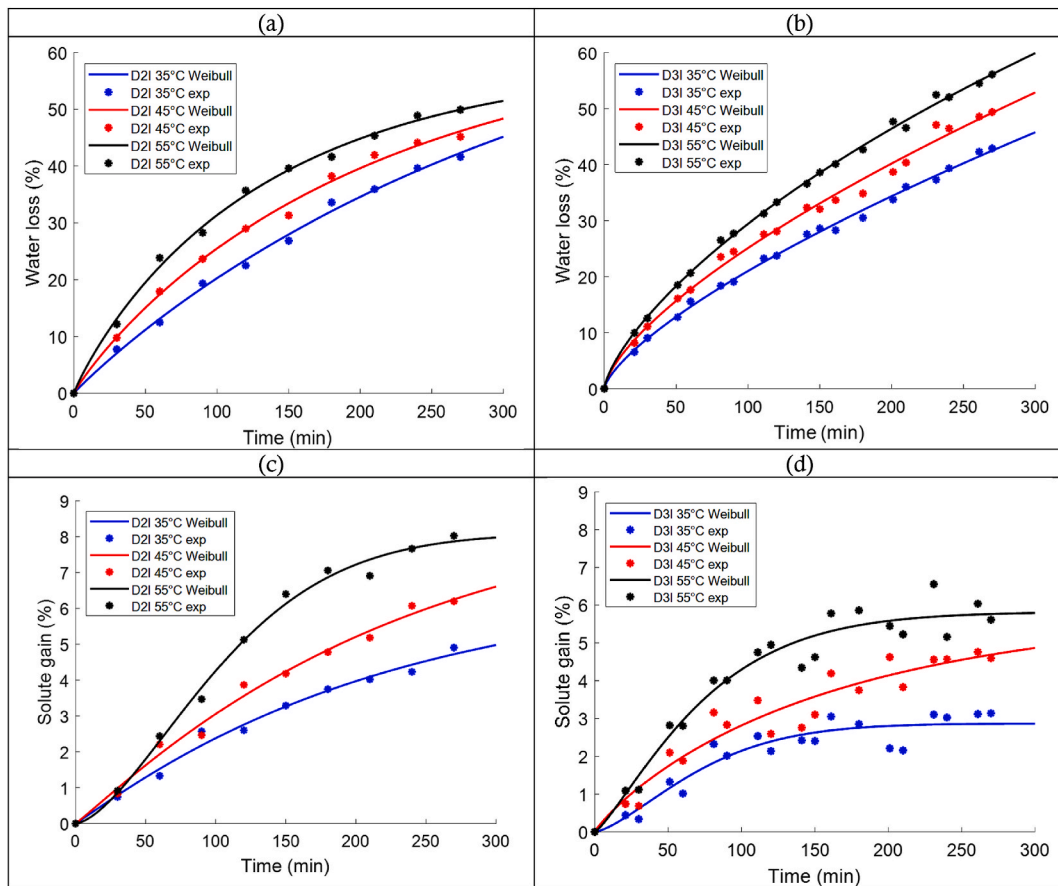 (a)
(b)
60
50
40
30
20
10
0
Water loss (%)
D2I 35°C Weibull
D2I 35°C exp
D2I 45°C Weibull
D2I 45°C exp
D2I 55°C Weibull
D2I 55°C exp
0 50 100 150 200 250 300
Time (min)
60
50
40
30
20
10
0
Water loss (%)
D3I 35°C Weibull
D3I 35°C exp
D3I 45°C Weibull
D3I 45°C exp
D3I 55°C Weibull
D3I 55°C exp
0 50 100 150 200 250 300
Time (min)
(c)
(d)
9
8
7
6
5
4
3
2
1
0
Solute gain (%)
D2I 35°C Weibull
D2I 35°C exp
D2I 45°C Weibull
D2I 45°C exp
D2I 55°C Weibull
D2I 55°C exp
0 50 100 150 200 250 300
Time (min)
9
8
7
6
5
4
3
2
1
0
Solute gain (%)
D3I 35°C Weibull
D3I 35°C exp
D3I 45°C Weibull
D3I 45°C exp
D3I 55°C Weibull
D3I 55°C exp
0 50 100 150 200 250 300
Time (min)